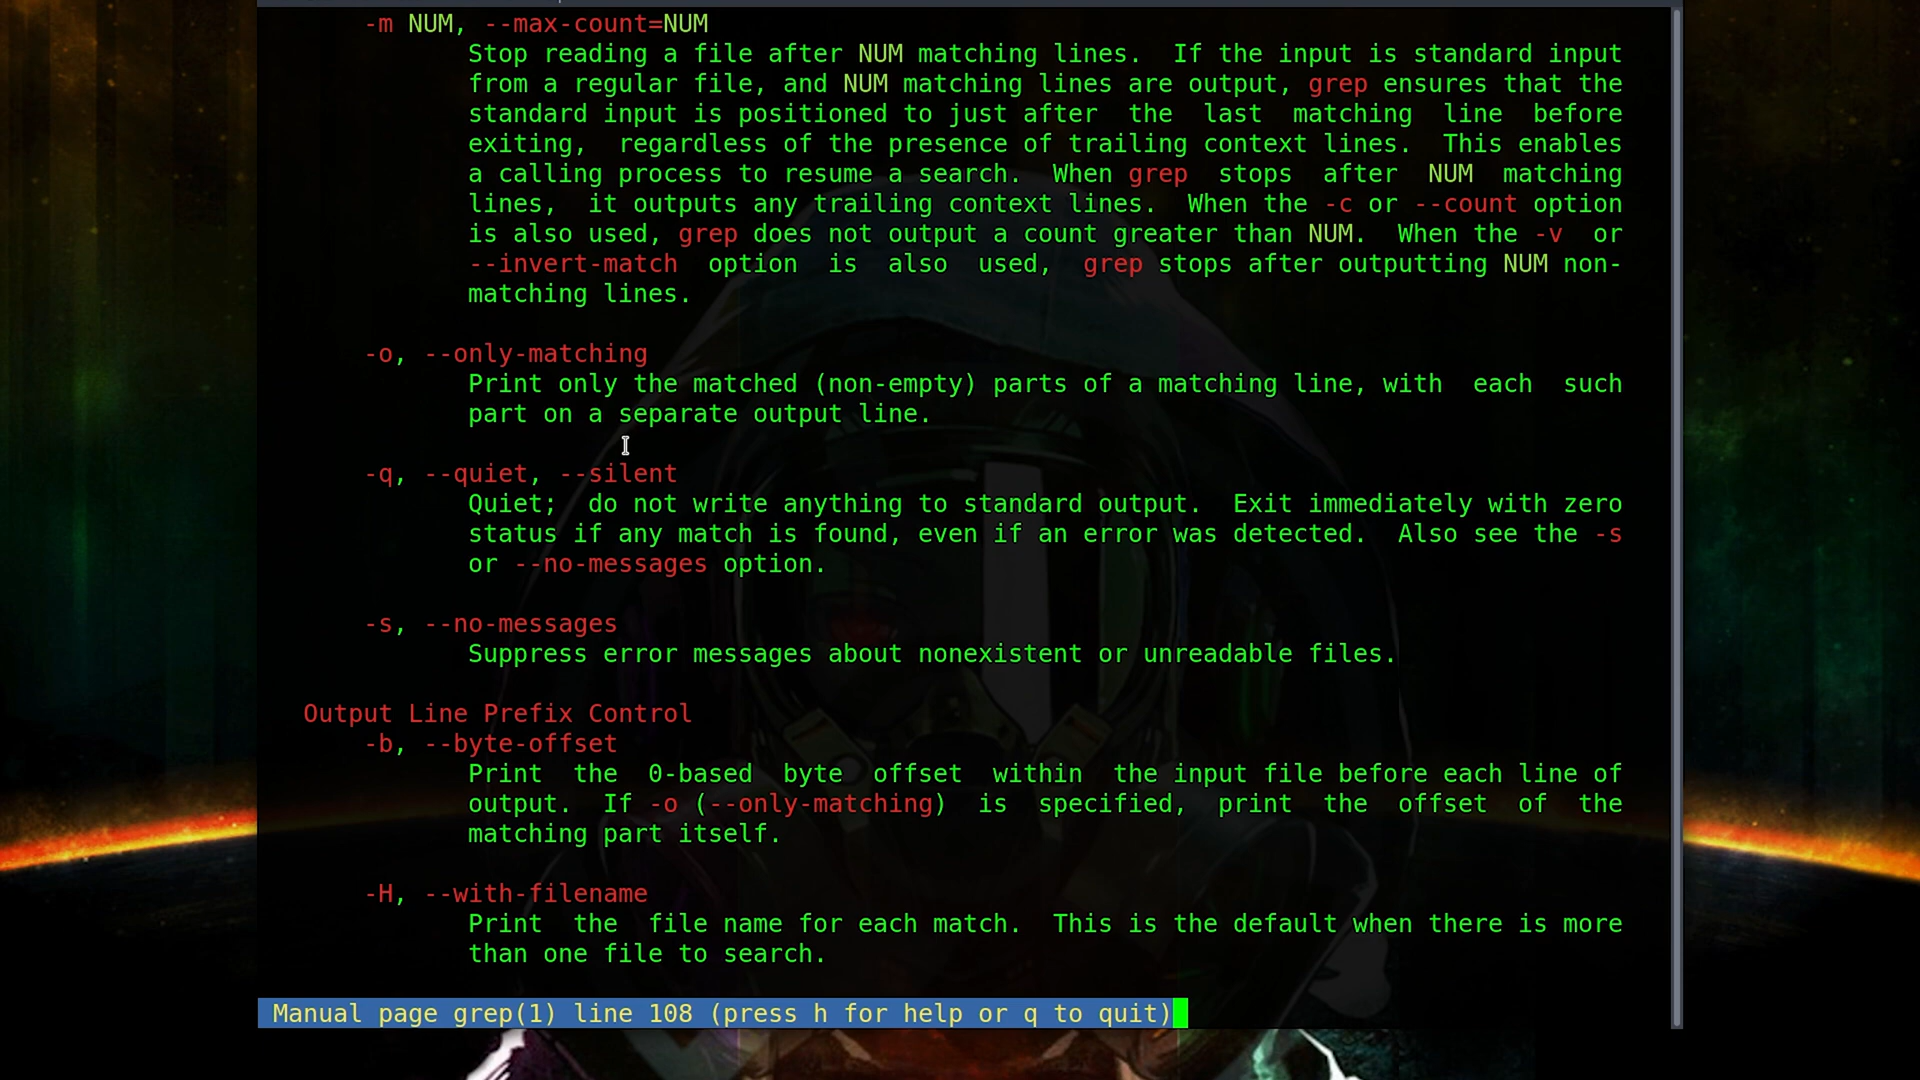 -m NUM, --max-count=NUM
Stop reading a file after NUM matching lines.  If the input is standard input
from a regular file, and NUM matching lines are output, grep ensures that the
standard input is positioned to just after  the  last  matching  line  before
exiting,  regardless of the presence of trailing context lines.  This enables
a calling process to resume a search.  When grep  stops  after  NUM  matching
lines,  it outputs any trailing context lines.  When the -c or --count option
is also used, grep does not output a count greater than NUM.  When the -v  or
--invert-match  option  is  also  used,  grep stops after outputting NUM non-
matching lines.
-o, --only-matching
Print only the matched (non-empty) parts of a matching line, with  each  such
part on a separate output line.
-q, --quiet, --silent
Quiet;  do not write anything to standard output.  Exit immediately with zero
status if any match is found, even if an error was detected.  Also see the -s
or --no-messages option.
-s, --no-messages
Suppress error messages about nonexistent or unreadable files.
Output Line Prefix Control
-b, --byte-offset
Print  the  0-based  byte  offset  within  the input file before each line of
output.  If -o (--only-matching)  is  specified,  print  the  offset  of  the
matching part itself.
-H, --with-filename
Print  the  file name for each match.  This is the default when there is more
than one file to search.
Manual page grep(1) line 108 (press h for help or q to quit)